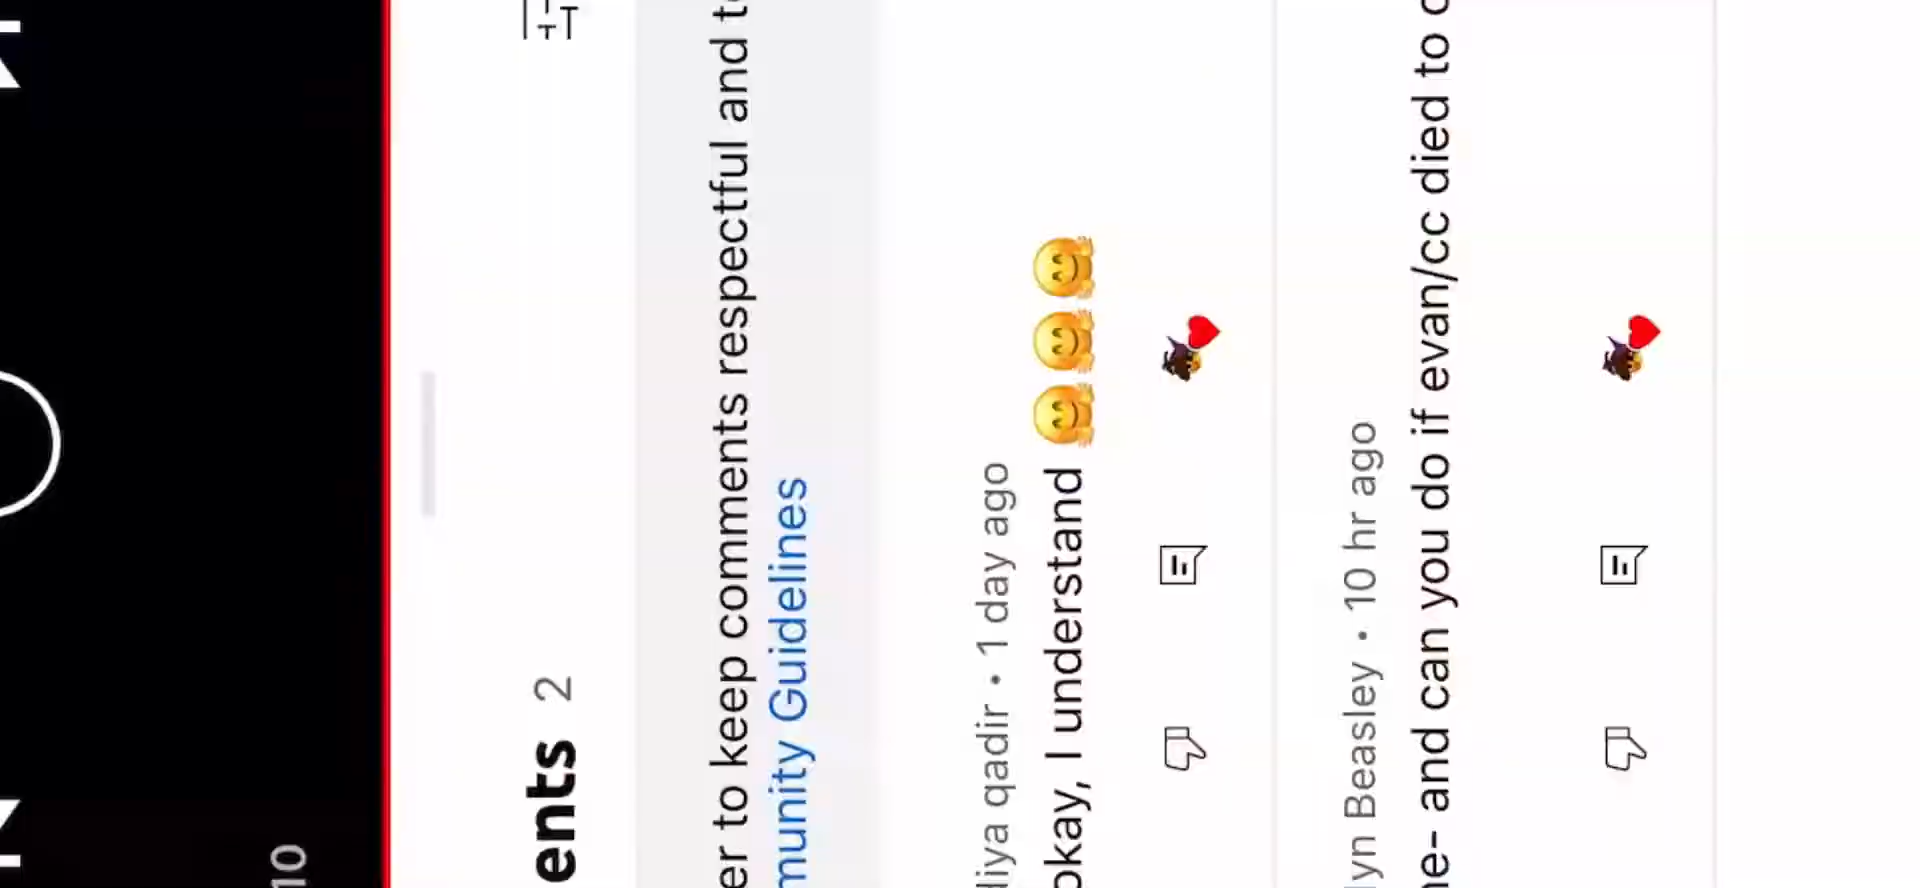 10
ents 2
er to keep comments respectful and t
munity Guidelines
liya qadir • 1 day ago
okay, I understand 🤗🤗🤗
lyn Beasley • 10 hr ago
ne- and can you do if evan/cc died to c